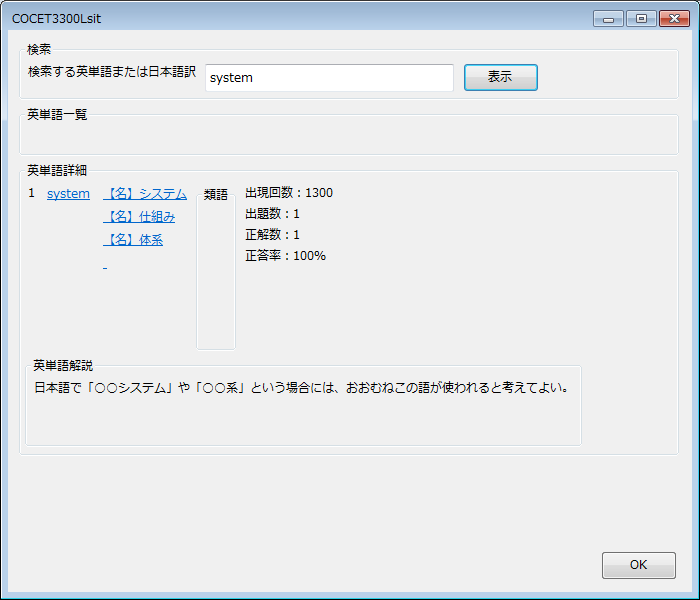 COCET3300Lsit
検索
検索する英単語または日本語訳 system 表示
英単語一覧
英単語詳細
1 system 【名】システム
【名】仕組み
【名】体系
-
類語
出現回数：1300
出題数：1
正解数：1
正答率：100%
英単語解説
日本語で「○○システム」や「○○系」という場合には、おおむねこの語が使われると考えてよい。
OK